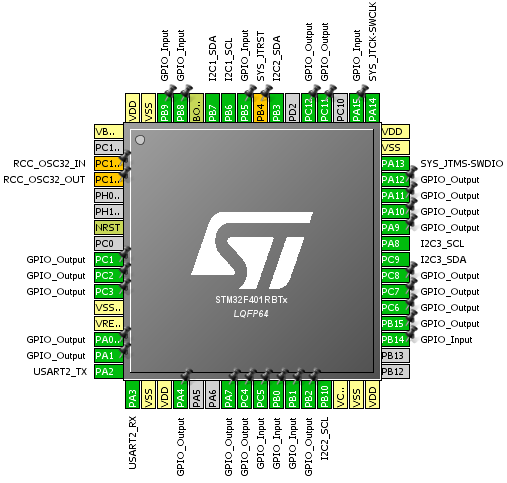 GPIO_Input
GPIO_Input
I2C1_SDA
I2C1_SCL
GPIO_Input
SYS_JTRST
I2C2_SDA
GPIO_Output
GPIO_Output
GPIO_Input
SYS_JTCK-SWCLK
VDD
VSS
PB9
PB8
BO..
PB7
PB6
PB5
PB4
PB3
PD2
PC12
PC11
PC10
PA15
PA14
VB..
PC1..
RCC_OSC32_IN PC1..
RCC_OSC32_OUT PC1..
PH0..
PH1..
NRST
PC0
GPIO_Output PC1
GPIO_Output PC2
GPIO_Output PC3
VSS..
VRE..
GPIO_Output PA0..
GPIO_Output PA1
USART2_TX PA2
ST
STM32F401RBTx
LQFP64
VDD
VSS
PA13 SYS_JTMS-SWDIO
PA12 GPIO_Output
PA11 GPIO_Output
PA10 GPIO_Output
PA9 GPIO_Output
PA8 I2C3_SCL
PC9 I2C3_SDA
PC8 GPIO_Output
PC7 GPIO_Output
PC6 GPIO_Output
PB15 GPIO_Output
PB14 GPIO_Input
PB13
PB12
PA3
VSS
VDD
PA4
PA5
PA6
PA7
PC4
PC5
PB0
PB1
PB2
PB10
VC..
VSS
VDD
USART2_RX
GPIO_Output
GPIO_Output
GPIO_Output
GPIO_Input
GPIO_Input
GPIO_Input
GPIO_Output
I2C2_SCL